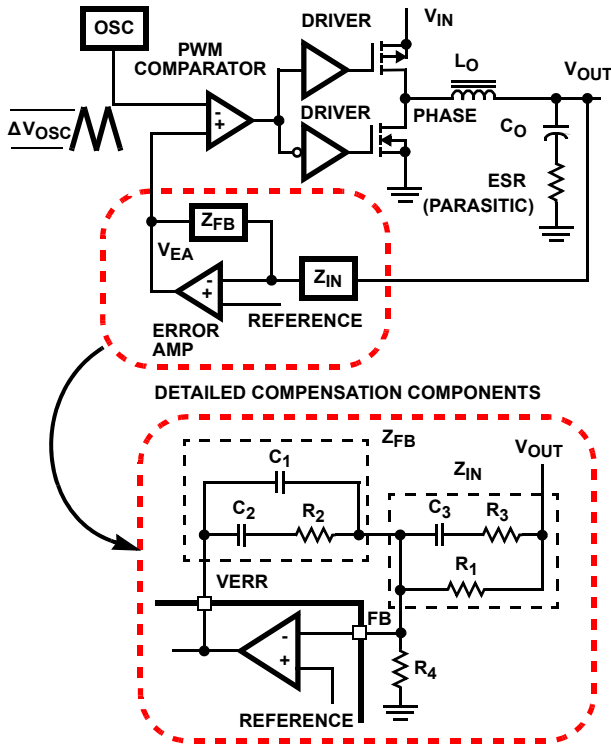 OSC
PWM
COMPARATOR
DRIVER
VIN
LO
VOUT
ΔVOSC
-
+
DRIVER
PHASE
CO
ESR
(PARASITIC)
ZFB
VEA
-
+
ZIN
REFERENCE
ERROR
AMP
DETAILED COMPENSATION COMPONENTS
ZFB
VOUT
C1
ZIN
C2
R2
C3
R3
R1
VERR
FB
-
+
R4
REFERENCE